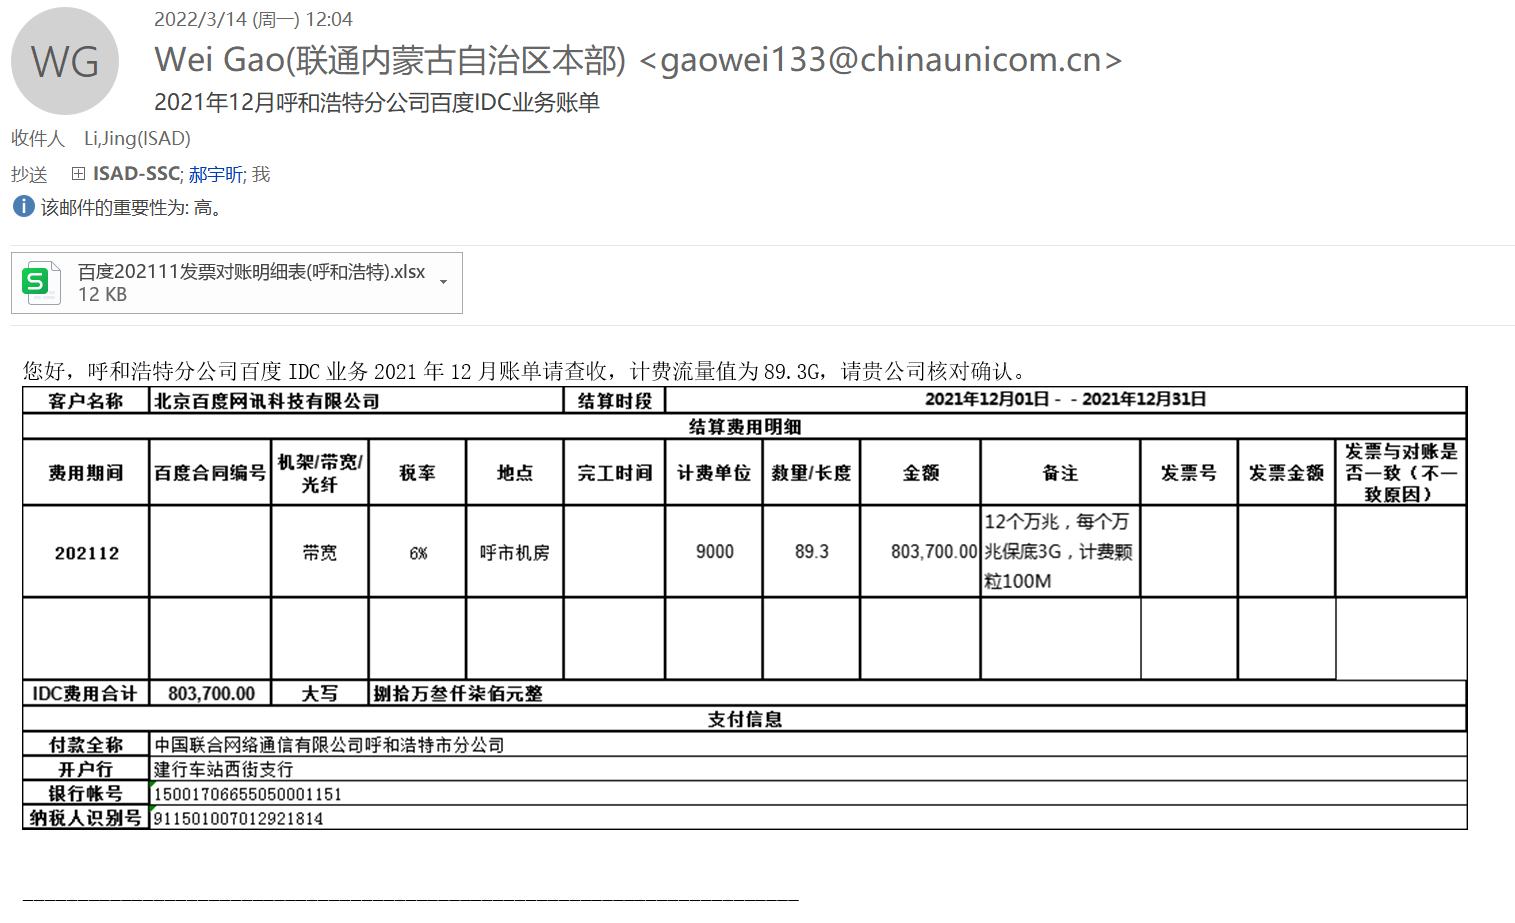 WG
2022/3/14 (周一) 12:04
Wei Gao(联通内蒙古自治区本部) <gaowei133@chinaunicom.cn>
2021年12月呼和浩特分公司百度IDC业务账单
收件人 Li,Jing(ISAD)
抄送 ISAD-SSC; 郝宇昕; 我
该邮件的重要性为: 高。
百度202111发票对账明细表(呼和浩特).xlsx
12 KB
您好，呼和浩特分公司百度 IDC 业务 2021 年 12 月账单请查收，计费流量值为 89.3G，请贵公司核对确认。
客户名称 北京百度网讯科技有限公司 结算时段 2021年12月01日 - - 2021年12月31日
结算费用明细
费用期间 百度合同编号 机架/带宽/光纤 税率 地点 完工时间 计费单位 数量/长度 金额 备注 发票号 发票金额 发票与对账是否一致（不一致原因）
202112 带宽 6% 呼市机房 9000 89.3 803,700.00 12个万兆，每个万兆保底3G，计费颗粒100M
IDC费用合计 803,700.00 大写 捌拾万叁仟柒佰元整
支付信息
付款全称 中国联合网络通信有限公司呼和浩特市分公司
开户行 建行车站西街支行
银行帐号 15001706655050001151
纳税人识别号 911501007012921814